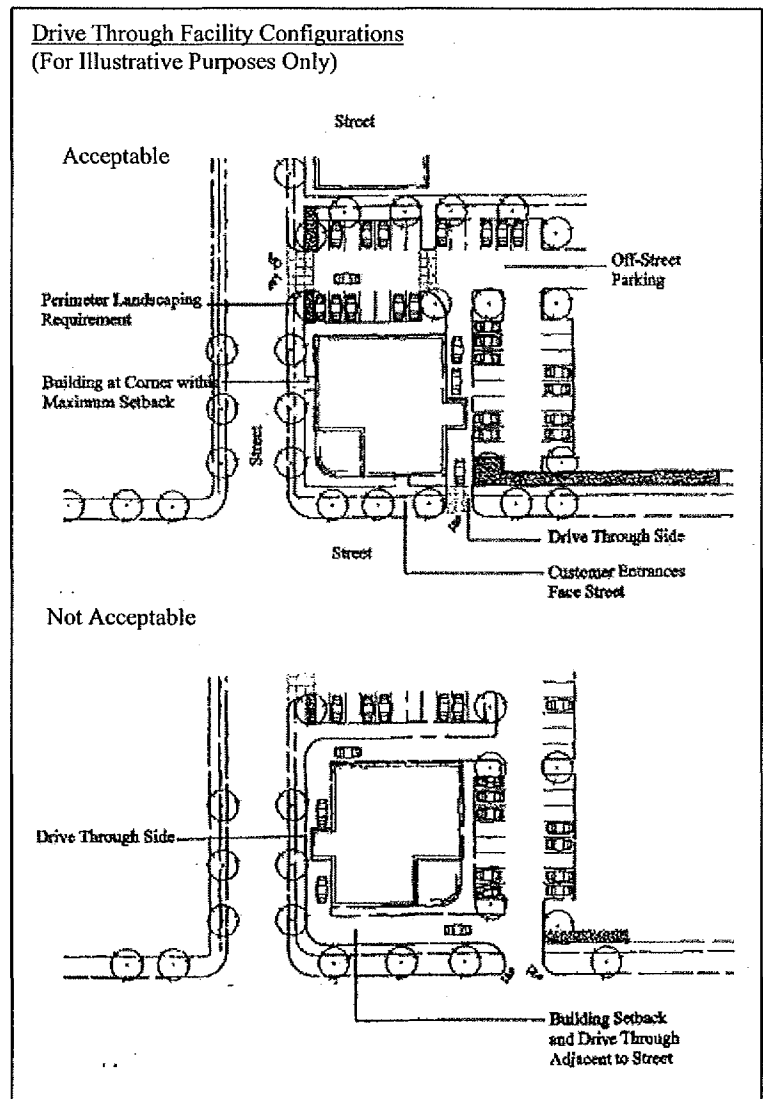 Drive Through Facility Configurations
(For Illustrative Purposes Only)
Street
Acceptable
Off-Street
Parking
Perimeter Landscaping
Requirement
Building at Corner with
Maximum Setback
Street
Street
Drive Through Side
Customer Entrances
Face Street
Not Acceptable
Drive Through Side
Building Setback
and Drive Through
Adjacent to Street